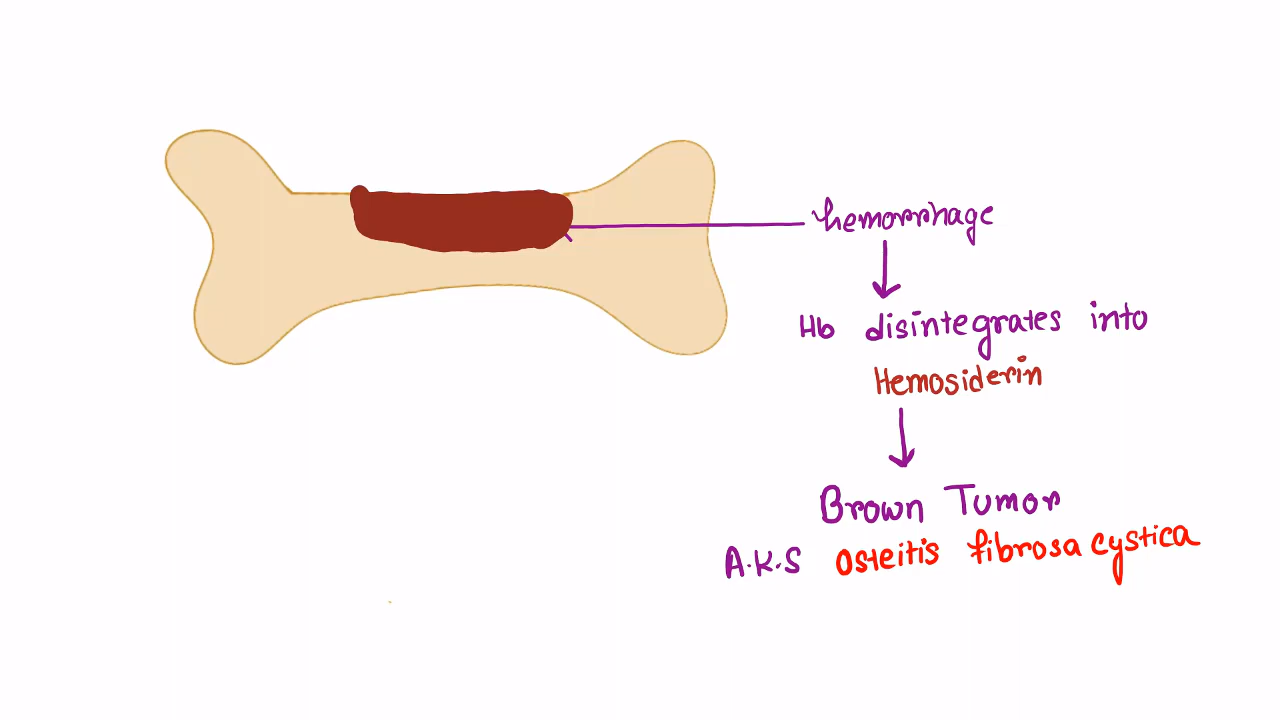 hemorrhage
Hb disintegrates into
Hemosiderin
Brown Tumor
A.K.S Osteitis fibrosa cystica